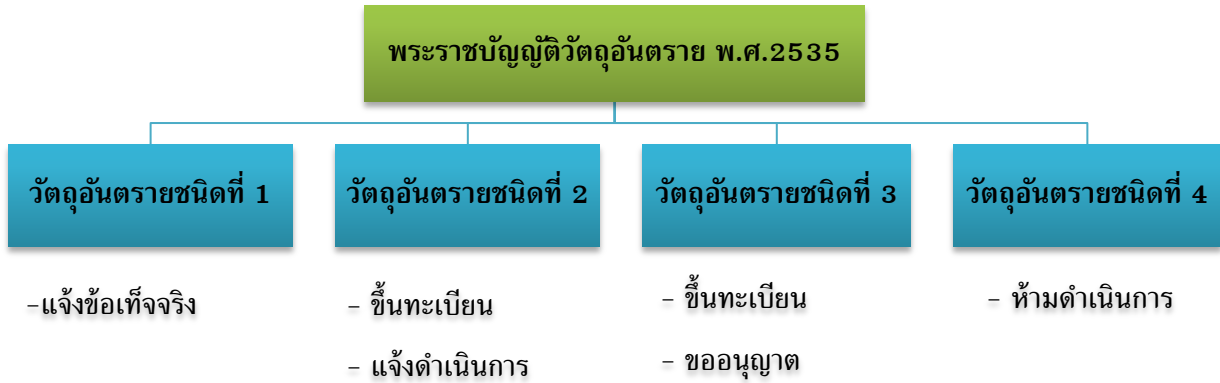 พระราชบัญญัติวัตถุอันตราย พ.ศ.2535
วัตถุอันตรายชนิดที่ 1
-แจ้งข้อเท็จจริง
วัตถุอันตรายชนิดที่ 2
- ขึ้นทะเบียน
- แจ้งดำเนินการ
วัตถุอันตรายชนิดที่ 3
- ขึ้นทะเบียน
- ขออนุญาต
วัตถุอันตรายชนิดที่ 4
- ห้ามดำเนินการ